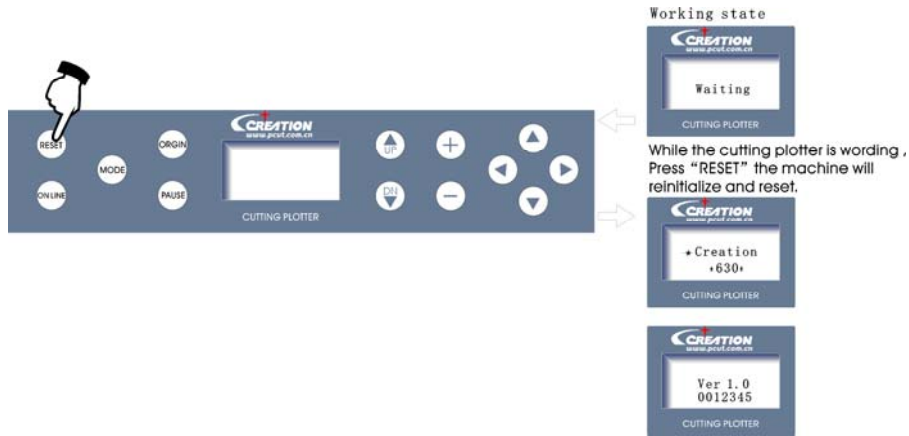 Working state
CREATION
www.pcut.com.cn
Waiting
CUTTING PLOTTER
RESET
ORGIN
MODE
ON LINE
PAUSE
CREATION
www.pcut.com.cn
CUTTING PLOTTER
UP
DN
+
−
While the cutting plotter is wording ,
Press “RESET” the machine will
reinitialize and reset.
CREATION
www.pcut.com.cn
Creation
630
CUTTING PLOTTER
CREATION
www.pcut.com.cn
Ver 1.0
0012345
CUTTING PLOTTER